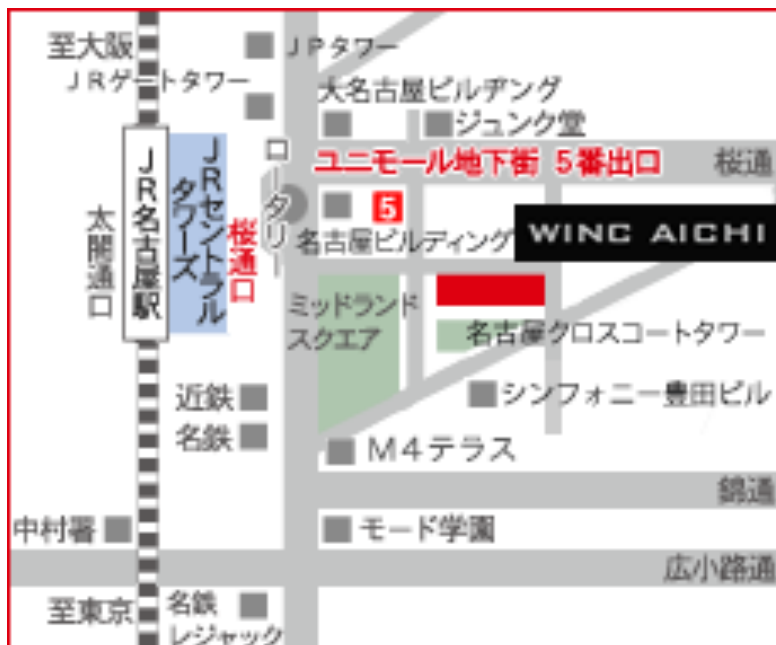 至大阪
JPタワー
JRゲートタワー
大名古屋ビルヂング
ジュンク堂
ユニモール地下街 5番出口
桜通
ロータリー
JR名古屋駅
JRセントラル
タワーズ
桜通口
太閤通口
5
名古屋ビルディング
WINC AICHI
ミッドランド
スクエア
名古屋クロスコートタワー
近鉄
シンフォニー豊田ビル
名鉄
M4テラス
錦通
中村署
モード学園
広小路通
至東京
名鉄
レジャック